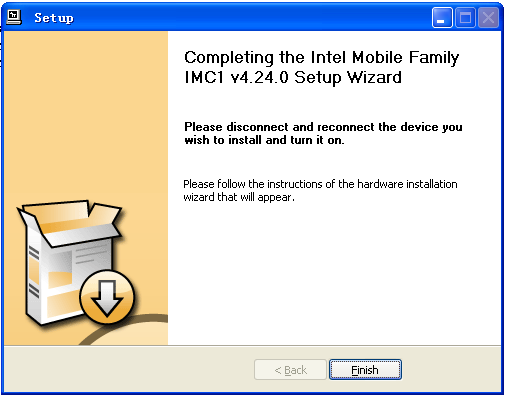 Setup
Completing the Intel Mobile Family
IMC1 v4.24.0 Setup Wizard
Please disconnect and reconnect the device you
wish to install and turn it on.
Please follow the instructions of the hardware installation
wizard that will appear.
< Back
Finish